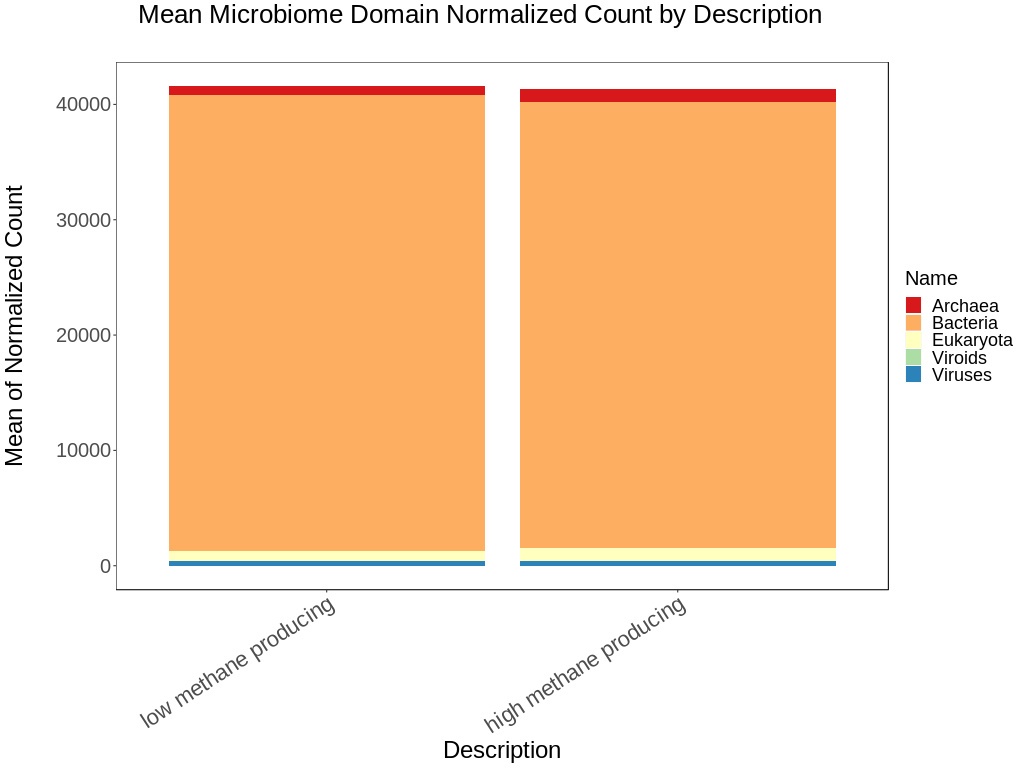 Mean Microbiome Domain Normalized Count by Description
Mean of Normalized Count
40000
30000
20000
10000
0
low methane producing
high methane producing
Description
Name
Archaea
Bacteria
Eukaryota
Viroids
Viruses